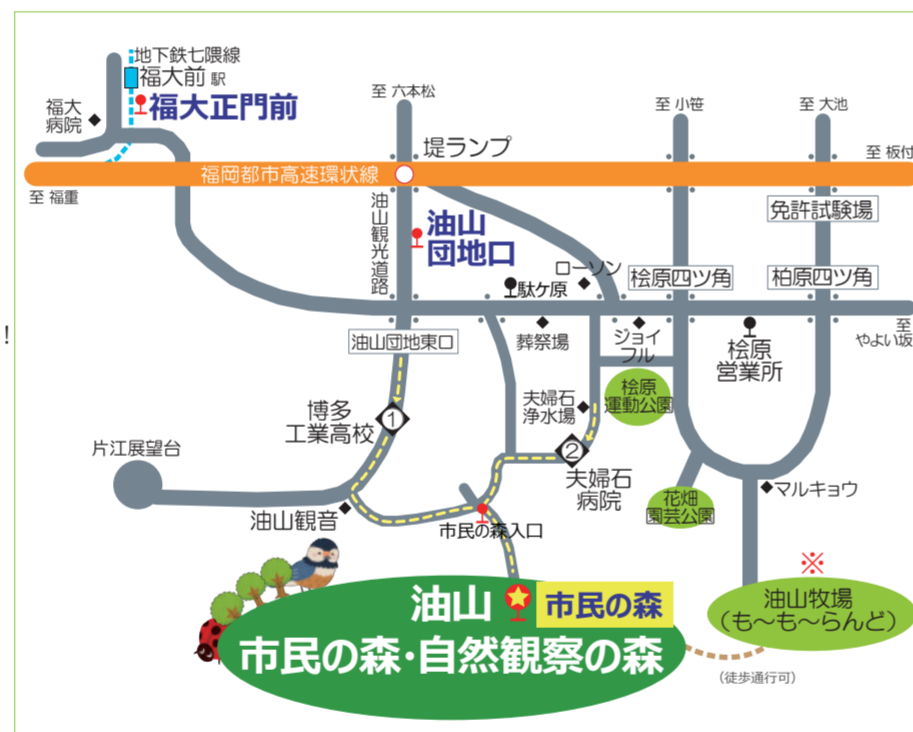 地下鉄七隈線
福大前 駅
福大正門前
福大
病院
至 六本松
至 小笹
至 大池
堤ランプ
至 板付
福岡都市高速環状線
至 福重
油山観光道路
油山
団地口
免許試験場
ローソン
駄ケ原
桧原四ツ角
柏原四ツ角
!
油山団地東口
葬祭場
ジョイ
フル
桧原
営業所
至
やよい坂
桧原
運動公園
夫婦石
浄水場
博多
工業高校
①
②
夫婦石
病院
片江展望台
油山観音
市民の森入口
花畑
園芸公園
マルキョウ
※
油山牧場
(も~も~らんど)
油山
市民の森
市民の森・自然観察の森
(徒歩通行可)